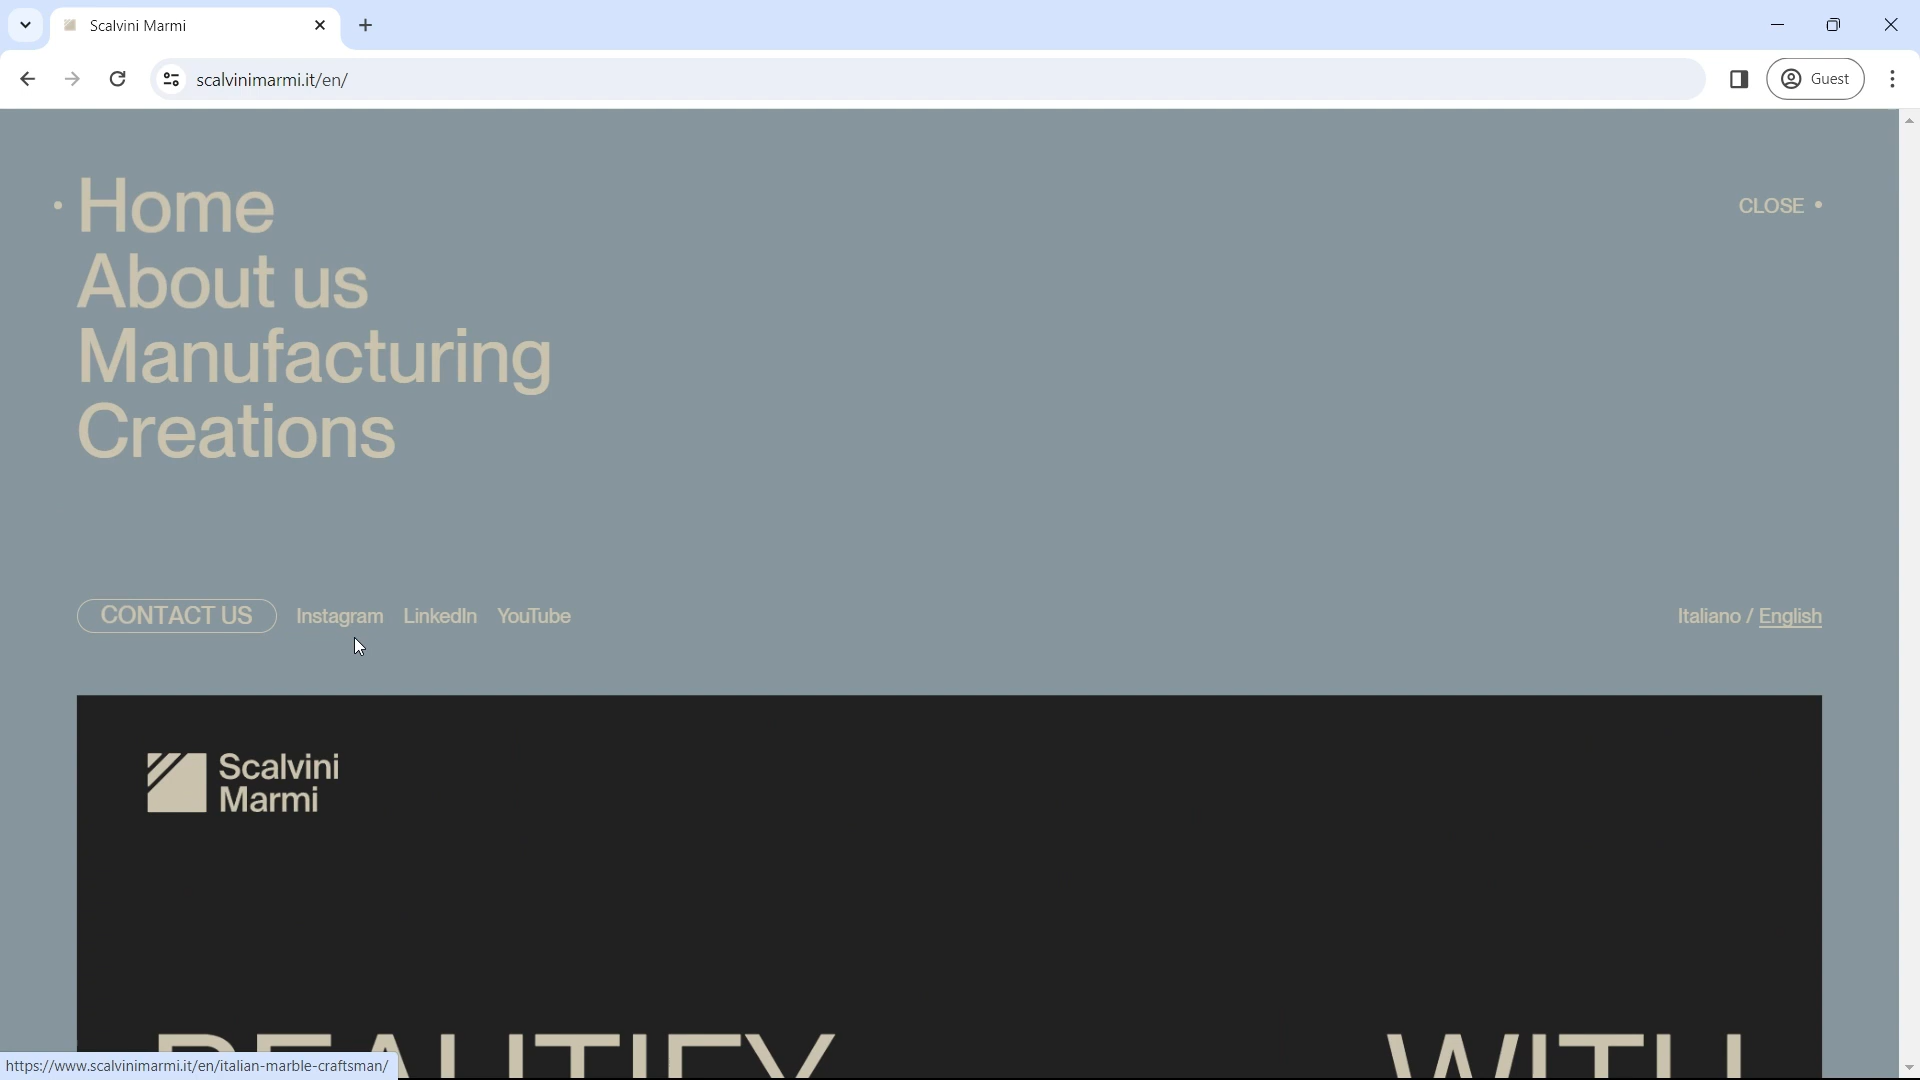 Scalvini Marmi
scalvinimarmi.it/en/
Guest
Home
CLOSE
About us
Manufacturing
Creations
CONTACT US Instagram LinkedIn YouTube
Italiano / English
Scalvini
Marmi
BEAUTIFY WITH
https://www.scalvinimarmi.it/en/italian-marble-craftsman/